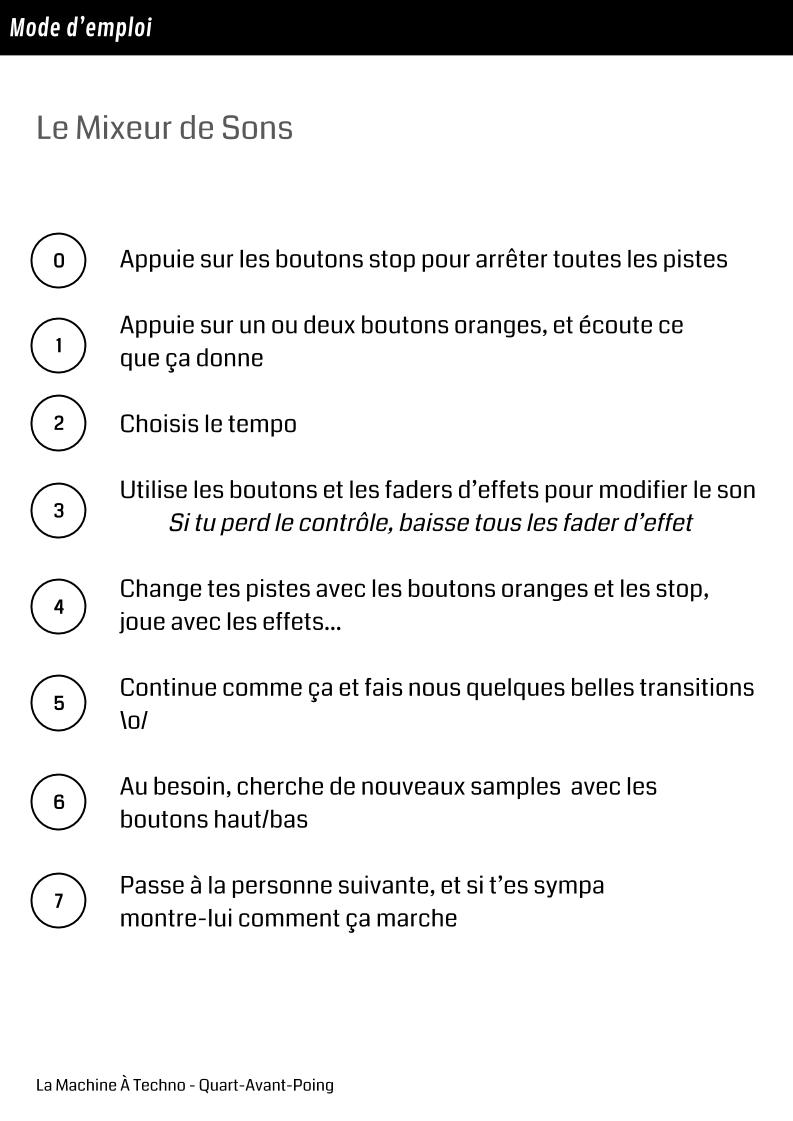 Mode d'emploi
Le Mixeur de Sons
0 Appuie sur les boutons stop pour arrêter toutes les pistes
1 Appuie sur un ou deux boutons oranges, et écoute ce
que ça donne
2 Choisis le tempo
3 Utilise les boutons et les faders d'effets pour modifier le son
Si tu perd le contrôle, baisse tous les fader d'effet
4 Change tes pistes avec les boutons oranges et les stop,
joue avec les effets...
5 Continue comme ça et fais nous quelques belles transitions
\o/
6 Au besoin, cherche de nouveaux samples  avec les
boutons haut/bas
7 Passe à la personne suivante, et si t'es sympa
montre-lui comment ça marche
La Machine À Techno - Quart-Avant-Poing